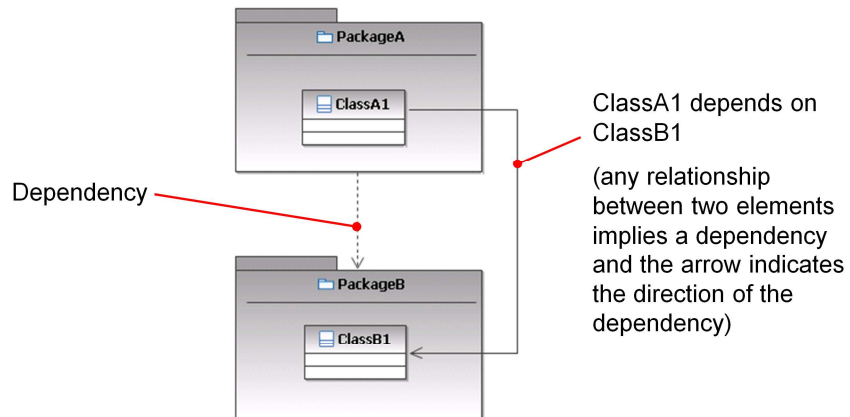 PackageA
ClassA1
ClassA1 depends on
ClassB1
(any relationship
between two elements
implies a dependency
and the arrow indicates
the direction of the
dependency)
Dependency
PackageB
ClassB1